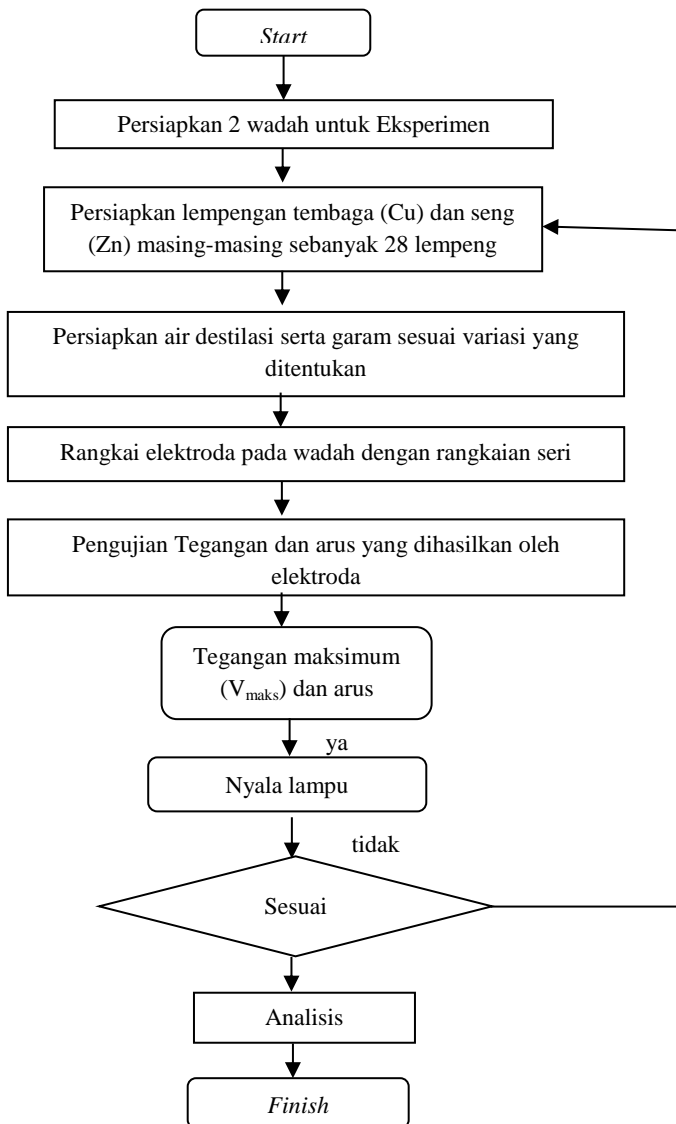 Start
Persiapkan 2 wadah untuk Eksperimen
Persiapkan lempengan tembaga (Cu) dan seng
(Zn) masing-masing sebanyak 28 lempeng
Persiapkan air destilasi serta garam sesuai variasi yang
ditentukan
Rangkai elektroda pada wadah dengan rangkaian seri
Pengujian Tegangan dan arus yang dihasilkan oleh
elektroda
Tegangan maksimum
(Vmaks) dan arus
ya
Nyala lampu
tidak
Sesuai
Analisis
Finish